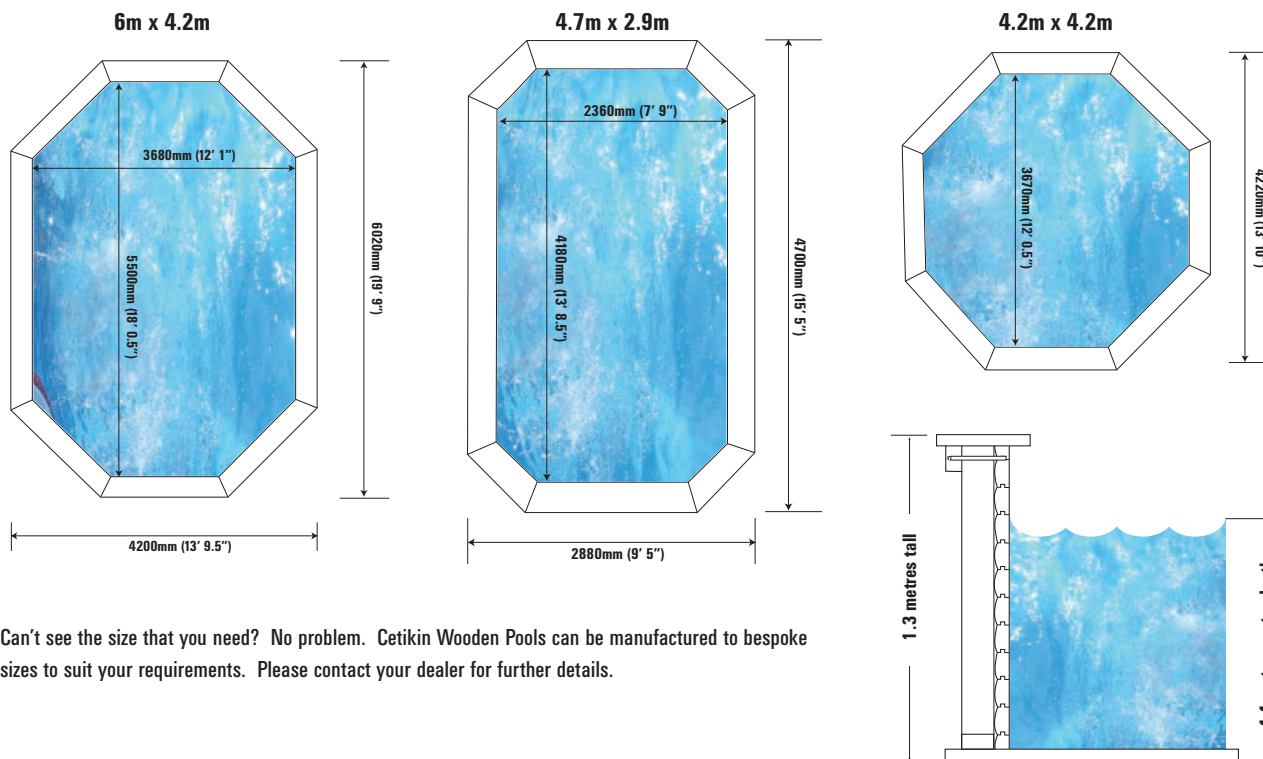 6m x 4.2m
4.7m x 2.9m
4.2m x 4.2m
3680mm (12' 1")
5500mm (18' 0.5")
6020mm (19' 9")
4200mm (13' 9.5")
2360mm (7' 9")
4180mm (13' 8.5")
4700mm (15' 5")
2880mm (9' 5")
3670mm (12' 0.5")
4220mm (13' 10")
1.3 metres tall
Can't see the size that you need? No problem. Cetikin Wooden Pools can be manufactured to bespoke
sizes to suit your requirements. Please contact your dealer for further details.